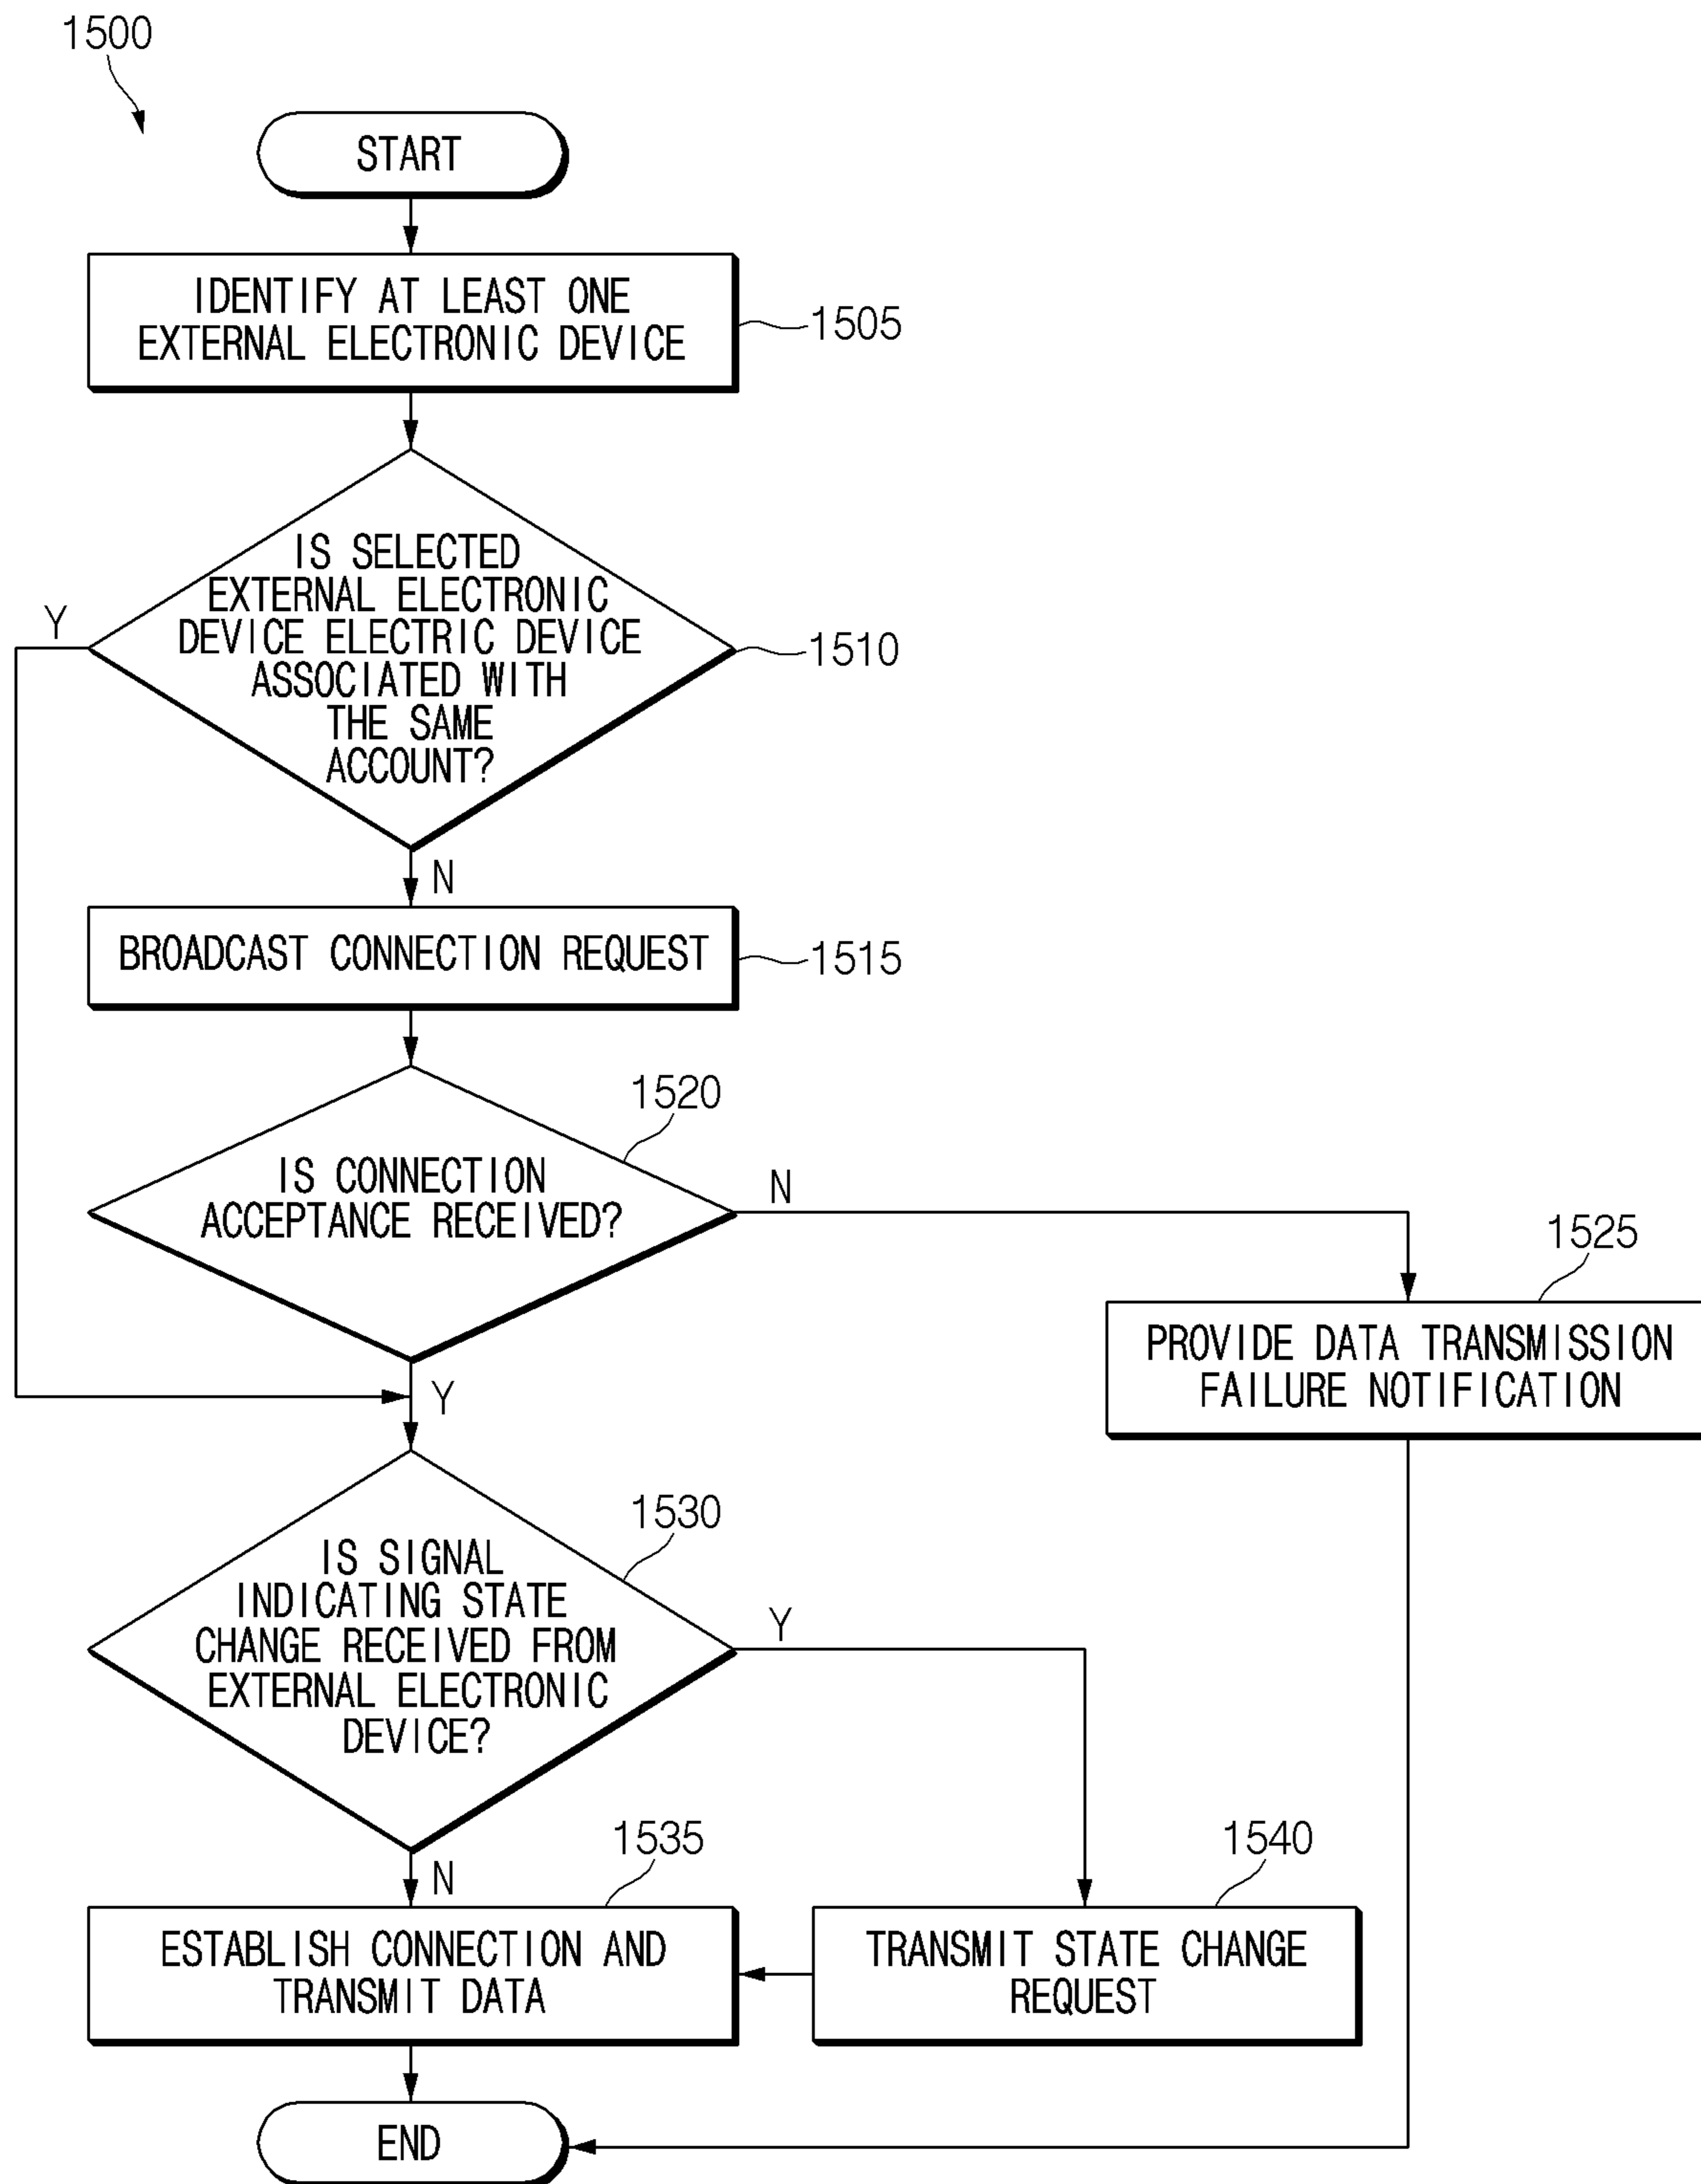 1500
START
IDENTIFY AT LEAST ONE
EXTERNAL ELECTRONIC DEVICE
1505
IS SELECTED
EXTERNAL ELECTRONIC
DEVICE ELECTRIC DEVICE
ASSOCIATED WITH
THE SAME
ACCOUNT?
Y
1510
N
BROADCAST CONNECTION REQUEST
1515
1520
IS CONNECTION
ACCEPTANCE RECEIVED?
N
Y
1525
PROVIDE DATA TRANSMISSION
FAILURE NOTIFICATION
1530
IS SIGNAL
INDICATING STATE
CHANGE RECEIVED FROM
EXTERNAL ELECTRONIC
DEVICE?
Y
N
1535
ESTABLISH CONNECTION AND
TRANSMIT DATA
1540
TRANSMIT STATE CHANGE
REQUEST
END